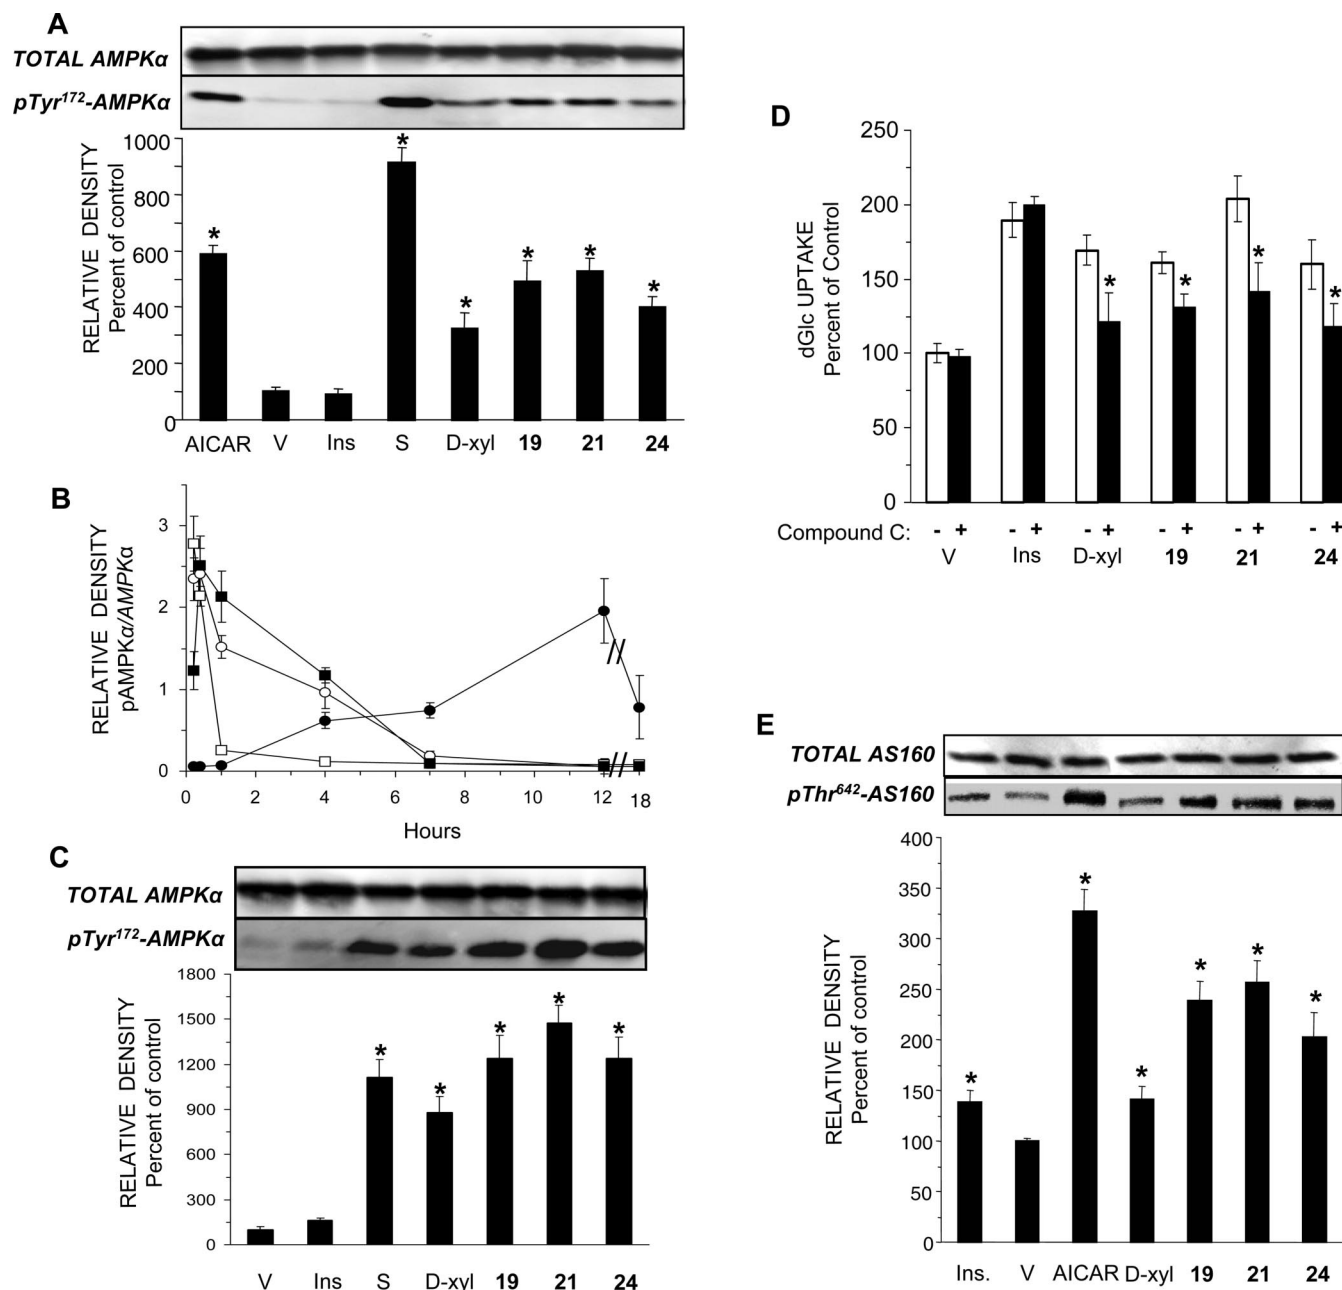 A
TOTAL AMPKα
pTyr172-AMPKα
RELATIVE DENSITY
Percent of control
1000
800
600
400
200
0
* * * * * *
AICAR V Ins S D-xyl 19 21 24
B
RELATIVE DENSITY
pAMPKα/AMPKα
3
2
1
0
0 2 4 6 8 10 12 18
Hours
C
TOTAL AMPKα
pTyr172-AMPKα
RELATIVE DENSITY
Percent of control
1800
1500
1200
900
600
300
0
* * * * *
V Ins S D-xyl 19 21 24
D
dGlc UPTAKE
Percent of Control
250
200
150
100
50
0
* * * *
Compound C: - + - + - + - + - + - +
V Ins D-xyl 19 21 24
E
TOTAL AS160
pThr642-AS160
RELATIVE DENSITY
Percent of control
400
350
300
250
200
150
100
50
0
* * * * * *
Ins. V AICAR D-xyl 19 21 24